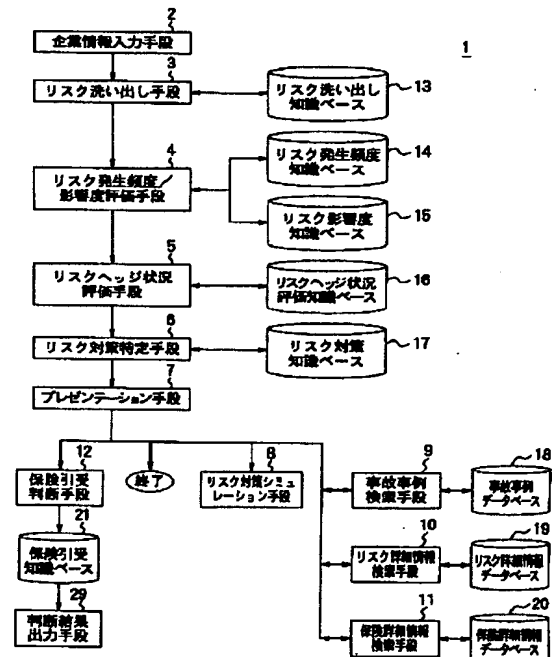 1
2
企業情報入力手段
3
リスク洗い出し手段
リスク洗い出し
知識ベース
13
4
リスク発生頻度／
影響度評価手段
リスク発生頻度
知識ベース
14
リスク影響度
知識ベース
15
5
リスクヘッジ状況
評価手段
リスクヘッジ状況
評価知識ベース
16
6
リスク対策特定手段
リスク対策
知識ベース
17
7
プレゼンテーション手段
12
保険引受
判断手段
終了
8
リスク対策シミュ
レーション手段
9
事故事例
検索手段
18
事故事例
データベース
21
保険引受
知識ベース
10
リスク詳細情報
検索手段
19
リスク詳細情報
データベース
29
判断結果
出力手段
11
保険詳細情報
検索手段
20
保険詳細情報
データベース